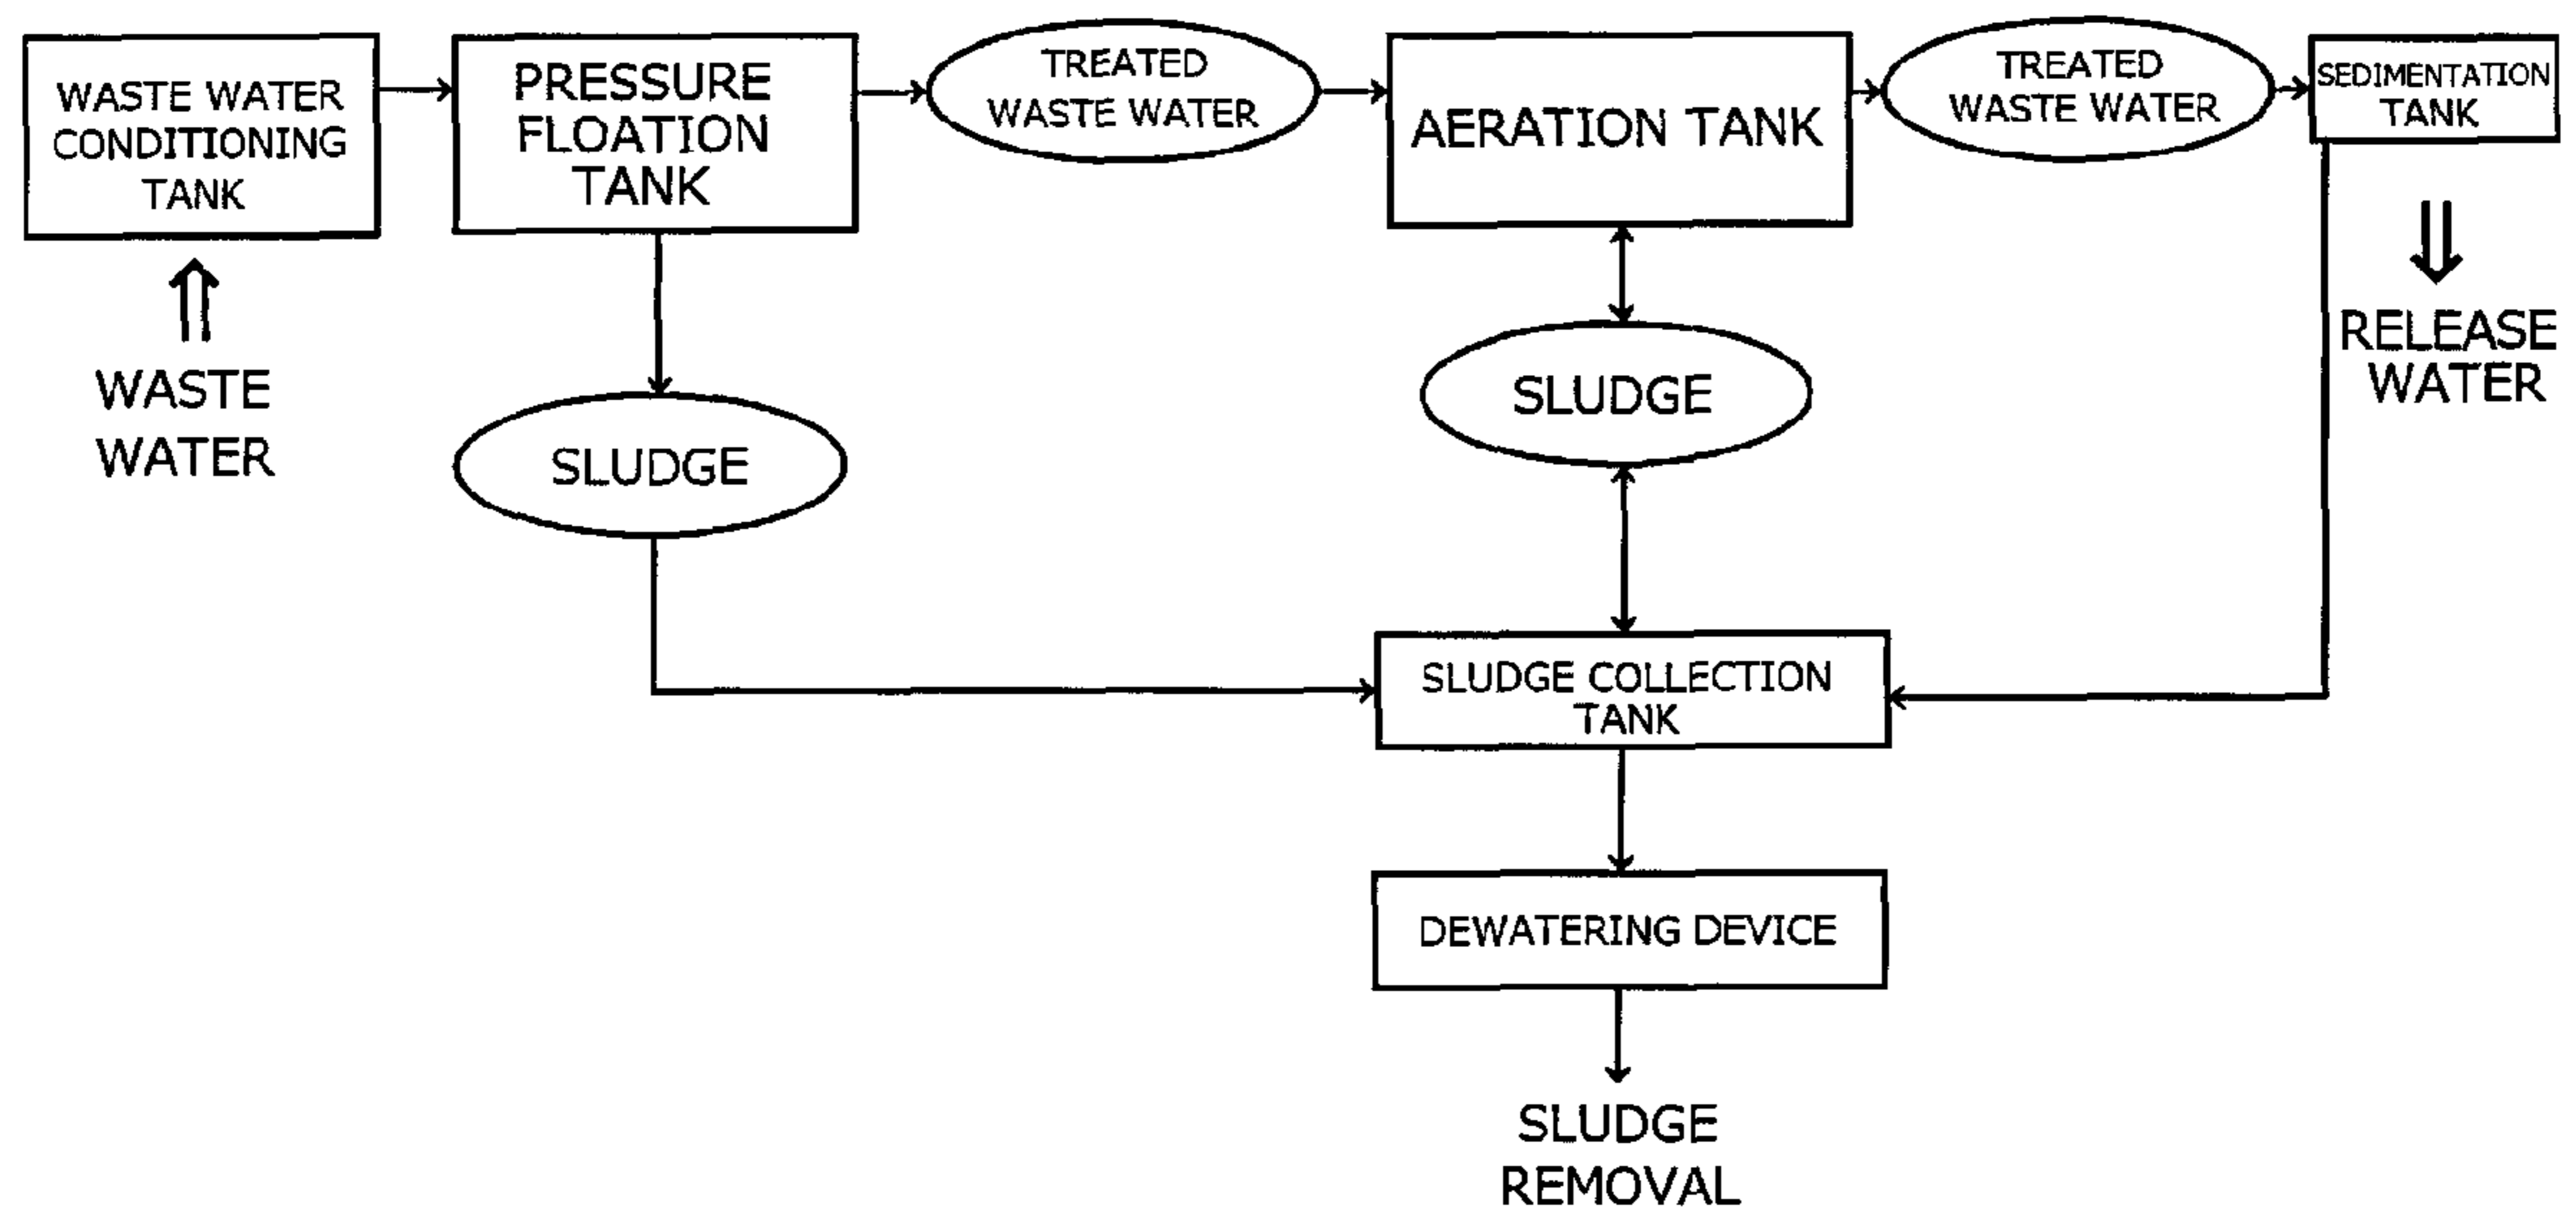 WASTE WATER
CONDITIONING
TANK
PRESSURE
FLOATION
TANK
TREATED
WASTE WATER
AERATION TANK
TREATED
WASTE WATER
SEDIMENTATION
TANK
WASTE
WATER
SLUDGE
SLUDGE
RELEASE
WATER
SLUDGE COLLECTION
TANK
DEWATERING DEVICE
SLUDGE
REMOVAL